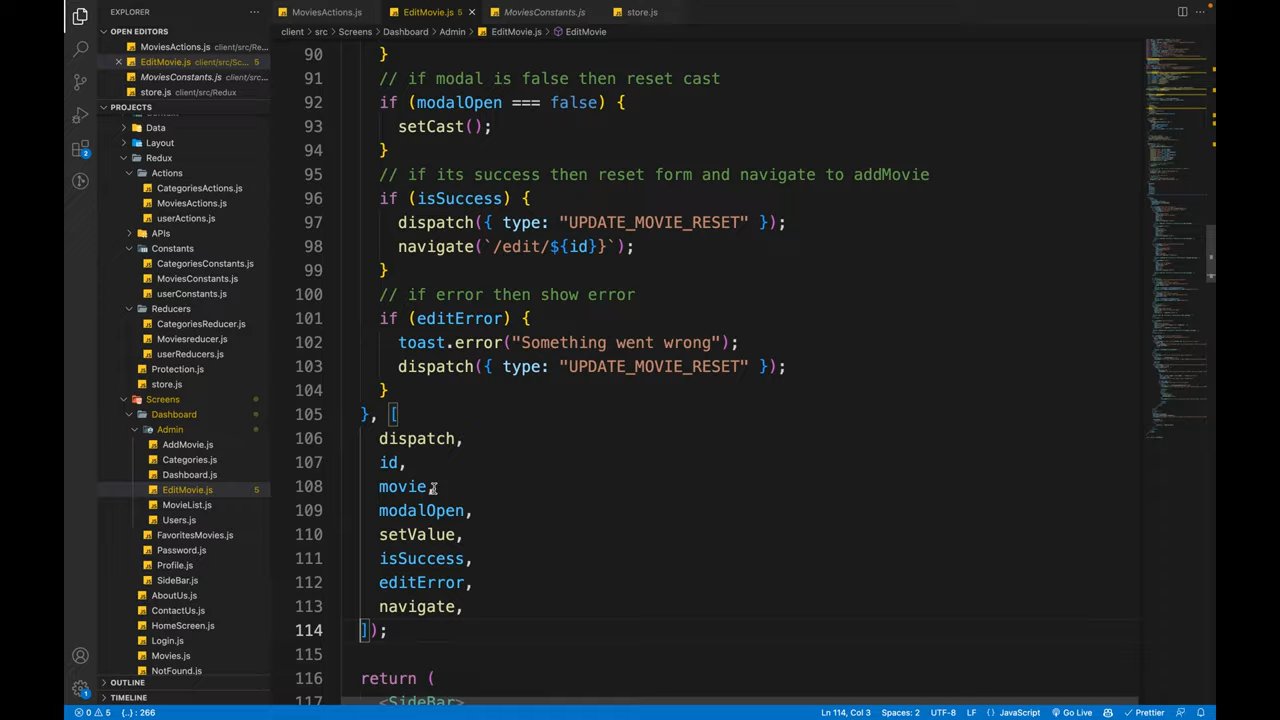 EXPLORER
MoviesActions.js
EditMovie.js 5
MoviesConstants.js
store.js
OPEN EDITORS
client > src > Screens > Dashboard > Admin > EditMovie.js > EditMovie
MoviesActions.js client/src/Re...
EditMovie.js client/src/Sc... 5
MoviesConstants.js client/s...
store.js client/src/Redux
PROJECTS
Data
Layout
Redux
Actions
CategoriesActions.js
MoviesActions.js
userActions.js
APIs
Constants
CategoriesConstants.js
MoviesConstants.js
userConstants.js
Reducers
CategoriesReducer.js
Moviesreducer.js
userReducers.js
Protection.js
store.js
Screens
Dashboard
Admin
AddMovie.js
Categories.js
Dashboard.js
EditMovie.js 5
MovieList.js
Users.js
FavoritesMovies.js
Password.js
Profile.js
SideBar.js
AboutUs.js
ContactUs.js
HomeScreen.js
Login.js
Movies.js
NotFound.js
OUTLINE
TIMELINE
90 }
91 // if modal is false then reset cast
92 if (modalOpen === false) {
93 setCast();
94 }
95 // if its success then reset form and navigate to addMovie
96 if (isSuccess) {
97 dispatch({ type: "UPDATE_MOVIE_RESET" });
98 navigate(`/edit/${id}}`);
99 }
100 // if error then show error
101 if (editError) {
102 toast.error("Something went wrong");
103 dispatch({ type: "UPDATE_MOVIE_RESET" });
104 }
105 }, [
106 dispatch,
107 id,
108 movie,
109 modalOpen,
110 setValue,
111 isSuccess,
112 editError,
113 navigate,
114 ]);
115
116 return (
117 <SideBar>
2
1
0 5 {..}: 266
Ln 114, Col 3 Spaces: 2 UTF-8 LF {} JavaScript Go Live Prettier